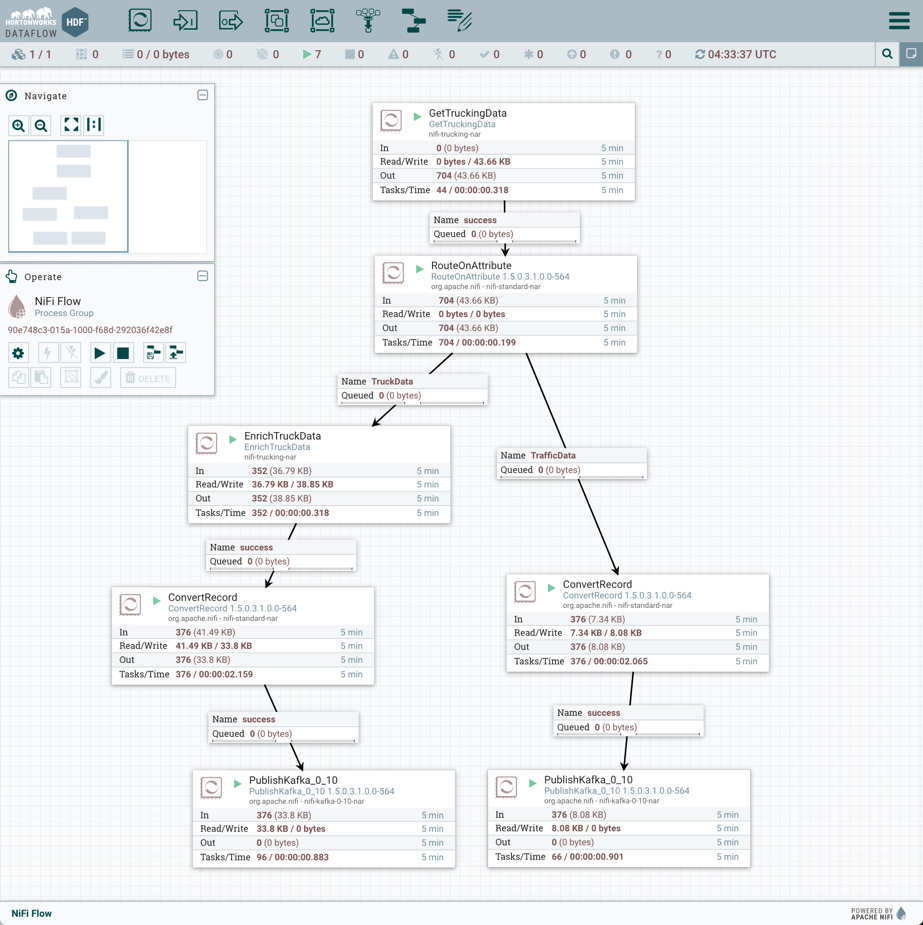 HORTONWORKS
DATAFLOW
HDF
1 / 1 0 0 / 0 bytes 0 0 7 0 0 0 0 0 0 0 ? 0 04:33:37 UTC
Navigate
Operate
NiFi Flow
Process Group
90e748c3-015a-1000-f68d-292036f42e8f
DELETE
GetTruckingData
GetTruckingData
nifi-trucking-nar
In 0 (0 bytes) 5 min
Read/Write 0 bytes / 43.66 KB 5 min
Out 704 (43.66 KB) 5 min
Tasks/Time 44 / 00:00:00.318 5 min
Name success
Queued 0 (0 bytes)
RouteOnAttribute
RouteOnAttribute 1.5.0.3.1.0.0-564
org.apache.nifi - nifi-standard-nar
In 704 (43.66 KB) 5 min
Read/Write 0 bytes / 0 bytes 5 min
Out 704 (43.66 KB) 5 min
Tasks/Time 704 / 00:00:00.199 5 min
Name TruckData
Queued 0 (0 bytes)
EnrichTruckData
EnrichTruckData
nifi-trucking-nar
In 352 (36.79 KB) 5 min
Read/Write 36.79 KB / 38.85 KB 5 min
Out 352 (38.85 KB) 5 min
Tasks/Time 352 / 00:00:00.318 5 min
Name TrafficData
Queued 0 (0 bytes)
Name success
Queued 0 (0 bytes)
ConvertRecord
ConvertRecord 1.5.0.3.1.0.0-564
org.apache.nifi - nifi-standard-nar
In 376 (41.49 KB) 5 min
Read/Write 41.49 KB / 33.8 KB 5 min
Out 376 (33.8 KB) 5 min
Tasks/Time 376 / 00:00:02.159 5 min
ConvertRecord
ConvertRecord 1.5.0.3.1.0.0-564
org.apache.nifi - nifi-standard-nar
In 376 (7.34 KB) 5 min
Read/Write 7.34 KB / 8.08 KB 5 min
Out 376 (8.08 KB) 5 min
Tasks/Time 376 / 00:00:02.065 5 min
Name success
Queued 0 (0 bytes)
Name success
Queued 0 (0 bytes)
PublishKafka_0_10
PublishKafka_0_10 1.5.0.3.1.0.0-564
org.apache.nifi - nifi-kafka-0-10-nar
In 376 (33.8 KB) 5 min
Read/Write 33.8 KB / 0 bytes 5 min
Out 0 (0 bytes) 5 min
Tasks/Time 96 / 00:00:00.883 5 min
PublishKafka_0_10
PublishKafka_0_10 1.5.0.3.1.0.0-564
org.apache.nifi - nifi-kafka-0-10-nar
In 376 (8.08 KB) 5 min
Read/Write 8.08 KB / 0 bytes 5 min
Out 0 (0 bytes) 5 min
Tasks/Time 66 / 00:00:00.901 5 min
NiFi Flow
POWERED BY
APACHE NIFI